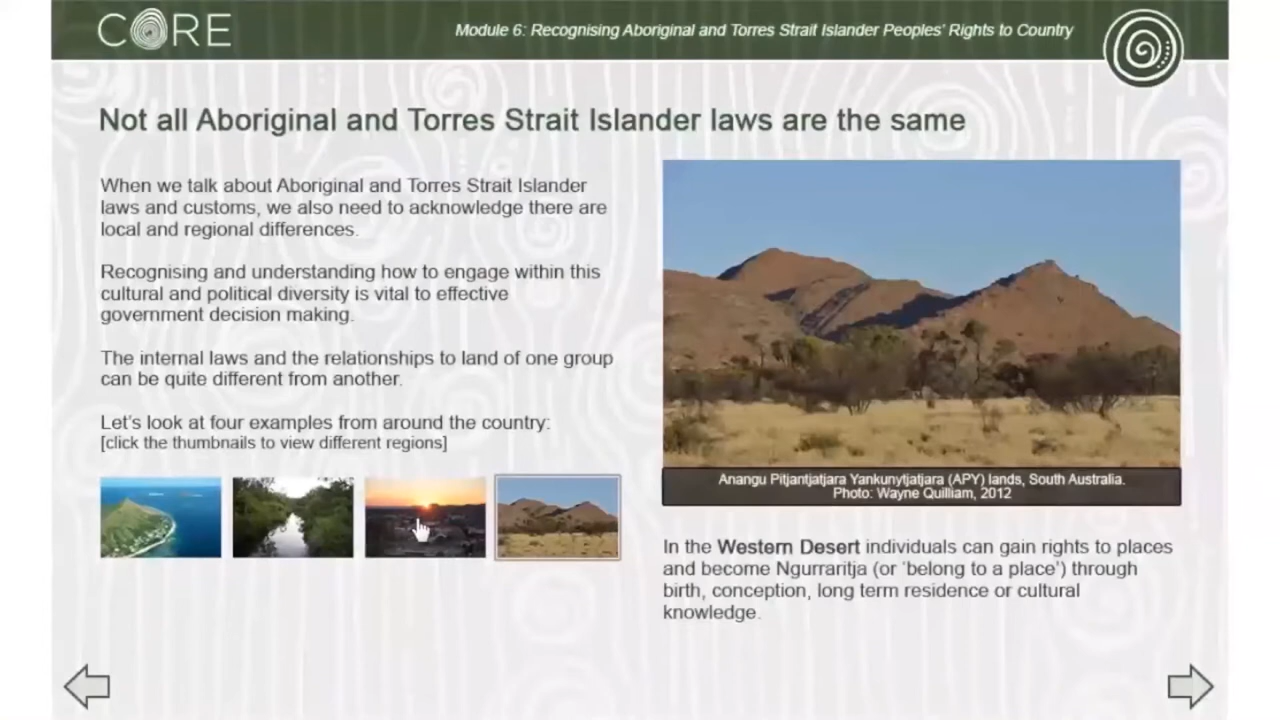 CORE
Module 6: Recognising Aboriginal and Torres Strait Islander Peoples' Rights to Country
Not all Aboriginal and Torres Strait Islander laws are the same
When we talk about Aboriginal and Torres Strait Islander
laws and customs, we also need to acknowledge there are
local and regional differences.
Recognising and understanding how to engage within this
cultural and political diversity is vital to effective
government decision making.
The internal laws and the relationships to land of one group
can be quite different from another.
Let's look at four examples from around the country:
[click the thumbnails to view different regions]
Anangu Pitjantjatjara Yankunytjatjara (APY) lands, South Australia.
Photo: Wayne Quilliam, 2012
In the Western Desert individuals can gain rights to places
and become Ngurraritja (or 'belong to a place') through
birth, conception, long term residence or cultural
knowledge.